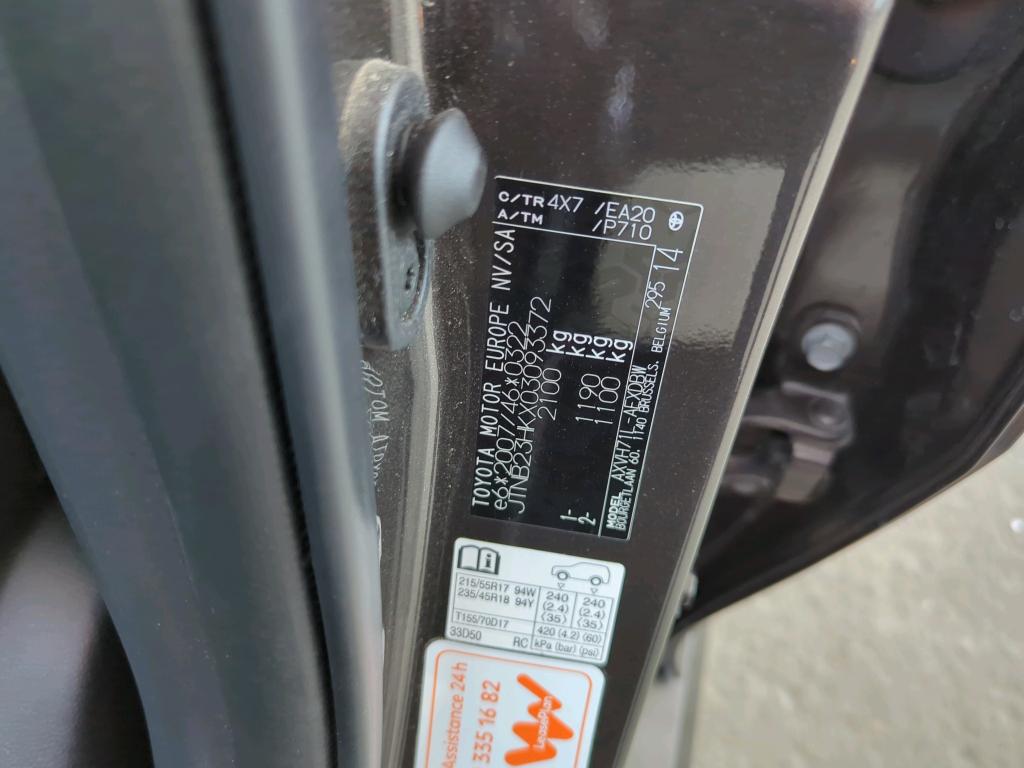 C/TR 4X7 /EA20
A/TM /P710
TOYOTA MOTOR EUROPE NV/SA
e6*2007/46*0322
JTNB23HKX03093372
2100 kg
kg
1- 1190 kg
2- 1100 kg
MODEL AXVH71L-AEXQBW
BOURGETLAAN 60, 1140 BRUSSELS, BELGIUM 295 14
215/55R17 94W
235/45R18 94Y
240 240
(2.4) (2.4)
(35) (35)
T155/70D17
420 (4.2) (60)
33D50 RC kPa (bar) (psi)
Assistance 24h
335 16 82
LeasePlan